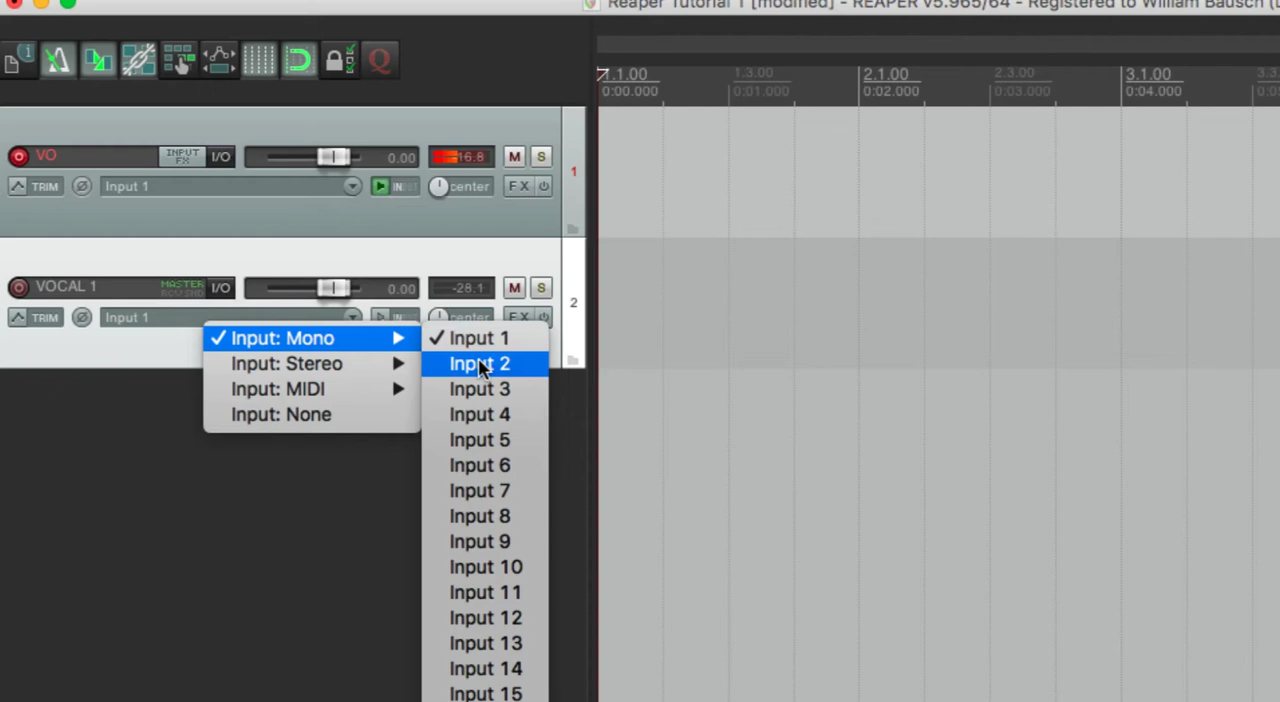 Reaper Tutorial 1 [modified] - REAPER v5.965/64 - Registered to William Bausch (
1.1.00 1.3.00 2.1.00 2.3.00 3.1.00
0:00.000 0:01.000 0:02.000 0:03.000 0:04.000
VO INPUT FX I/O 0.00 -16.8 M S 1
TRIM Input 1 IN center FX
VOCAL 1 MASTER I/O 0.00 -28.1 M S 2
RCV SND
TRIM Input 1 IN center FX
Input: Mono
Input: Stereo
Input: MIDI
Input: None
Input 1
Input 2
Input 3
Input 4
Input 5
Input 6
Input 7
Input 8
Input 9
Input 10
Input 11
Input 12
Input 13
Input 14
Input 15